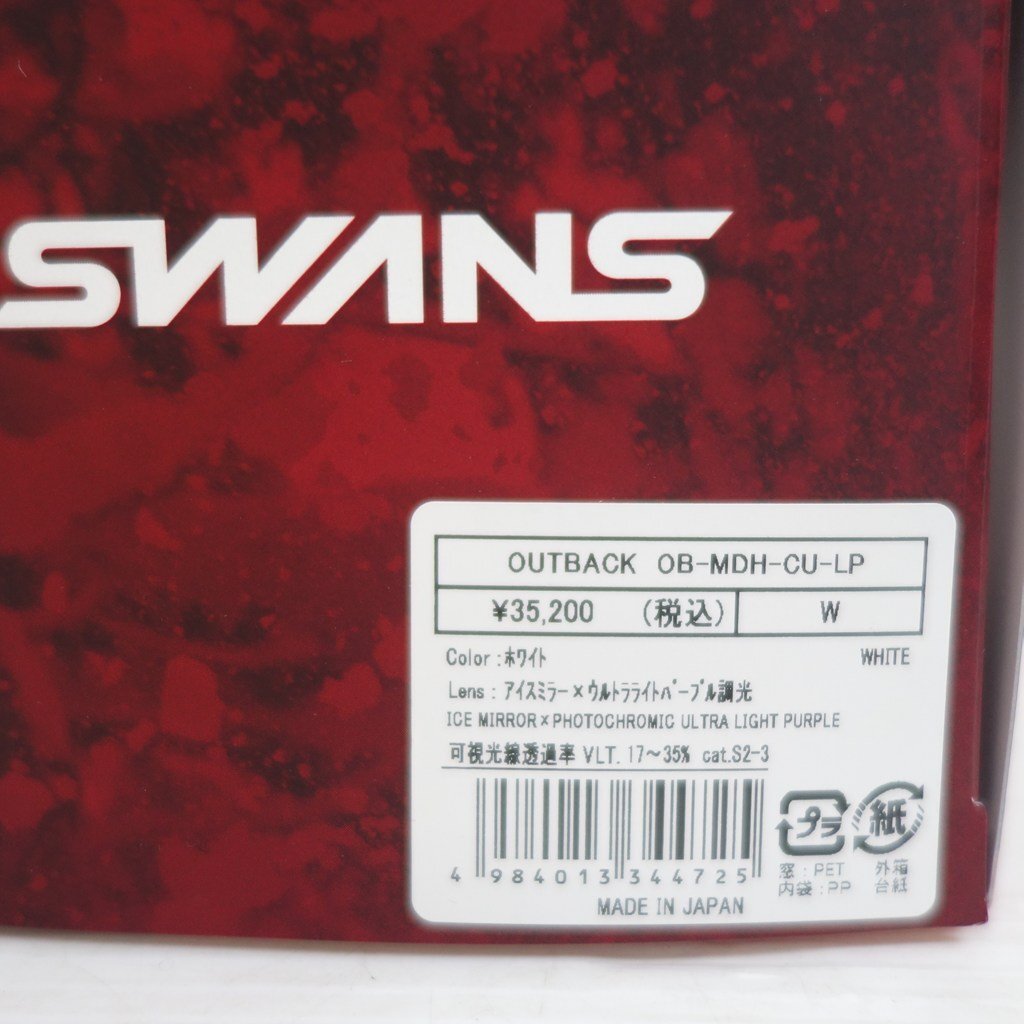 SWANS
OUTBACK OB-MDH-CU-LP
¥35,200 (税込) W
Color : ホワイト WHITE
Lens : アイスミラー×ウルトラライトパープル調光
ICE MIRROR×PHOTOCHROMIC ULTRA LIGHT PURPLE
可視光線透過率 VLT. 17～35% cat.S2-3
4 984013 344725
MADE IN JAPAN
プラ 紙
窓 : PET 外箱
内袋 : PP 台紙